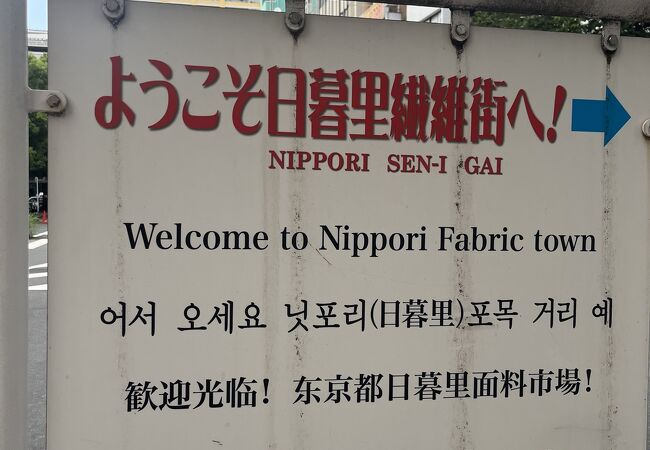 ようこそ日暮里繊維街へ!
NIPPORI SEN-I GAI
Welcome to Nippori Fabric town
어서 오세요 닛포리(日暮里)포목 거리 예
歓迎光临! 东京都日暮里面料市場!